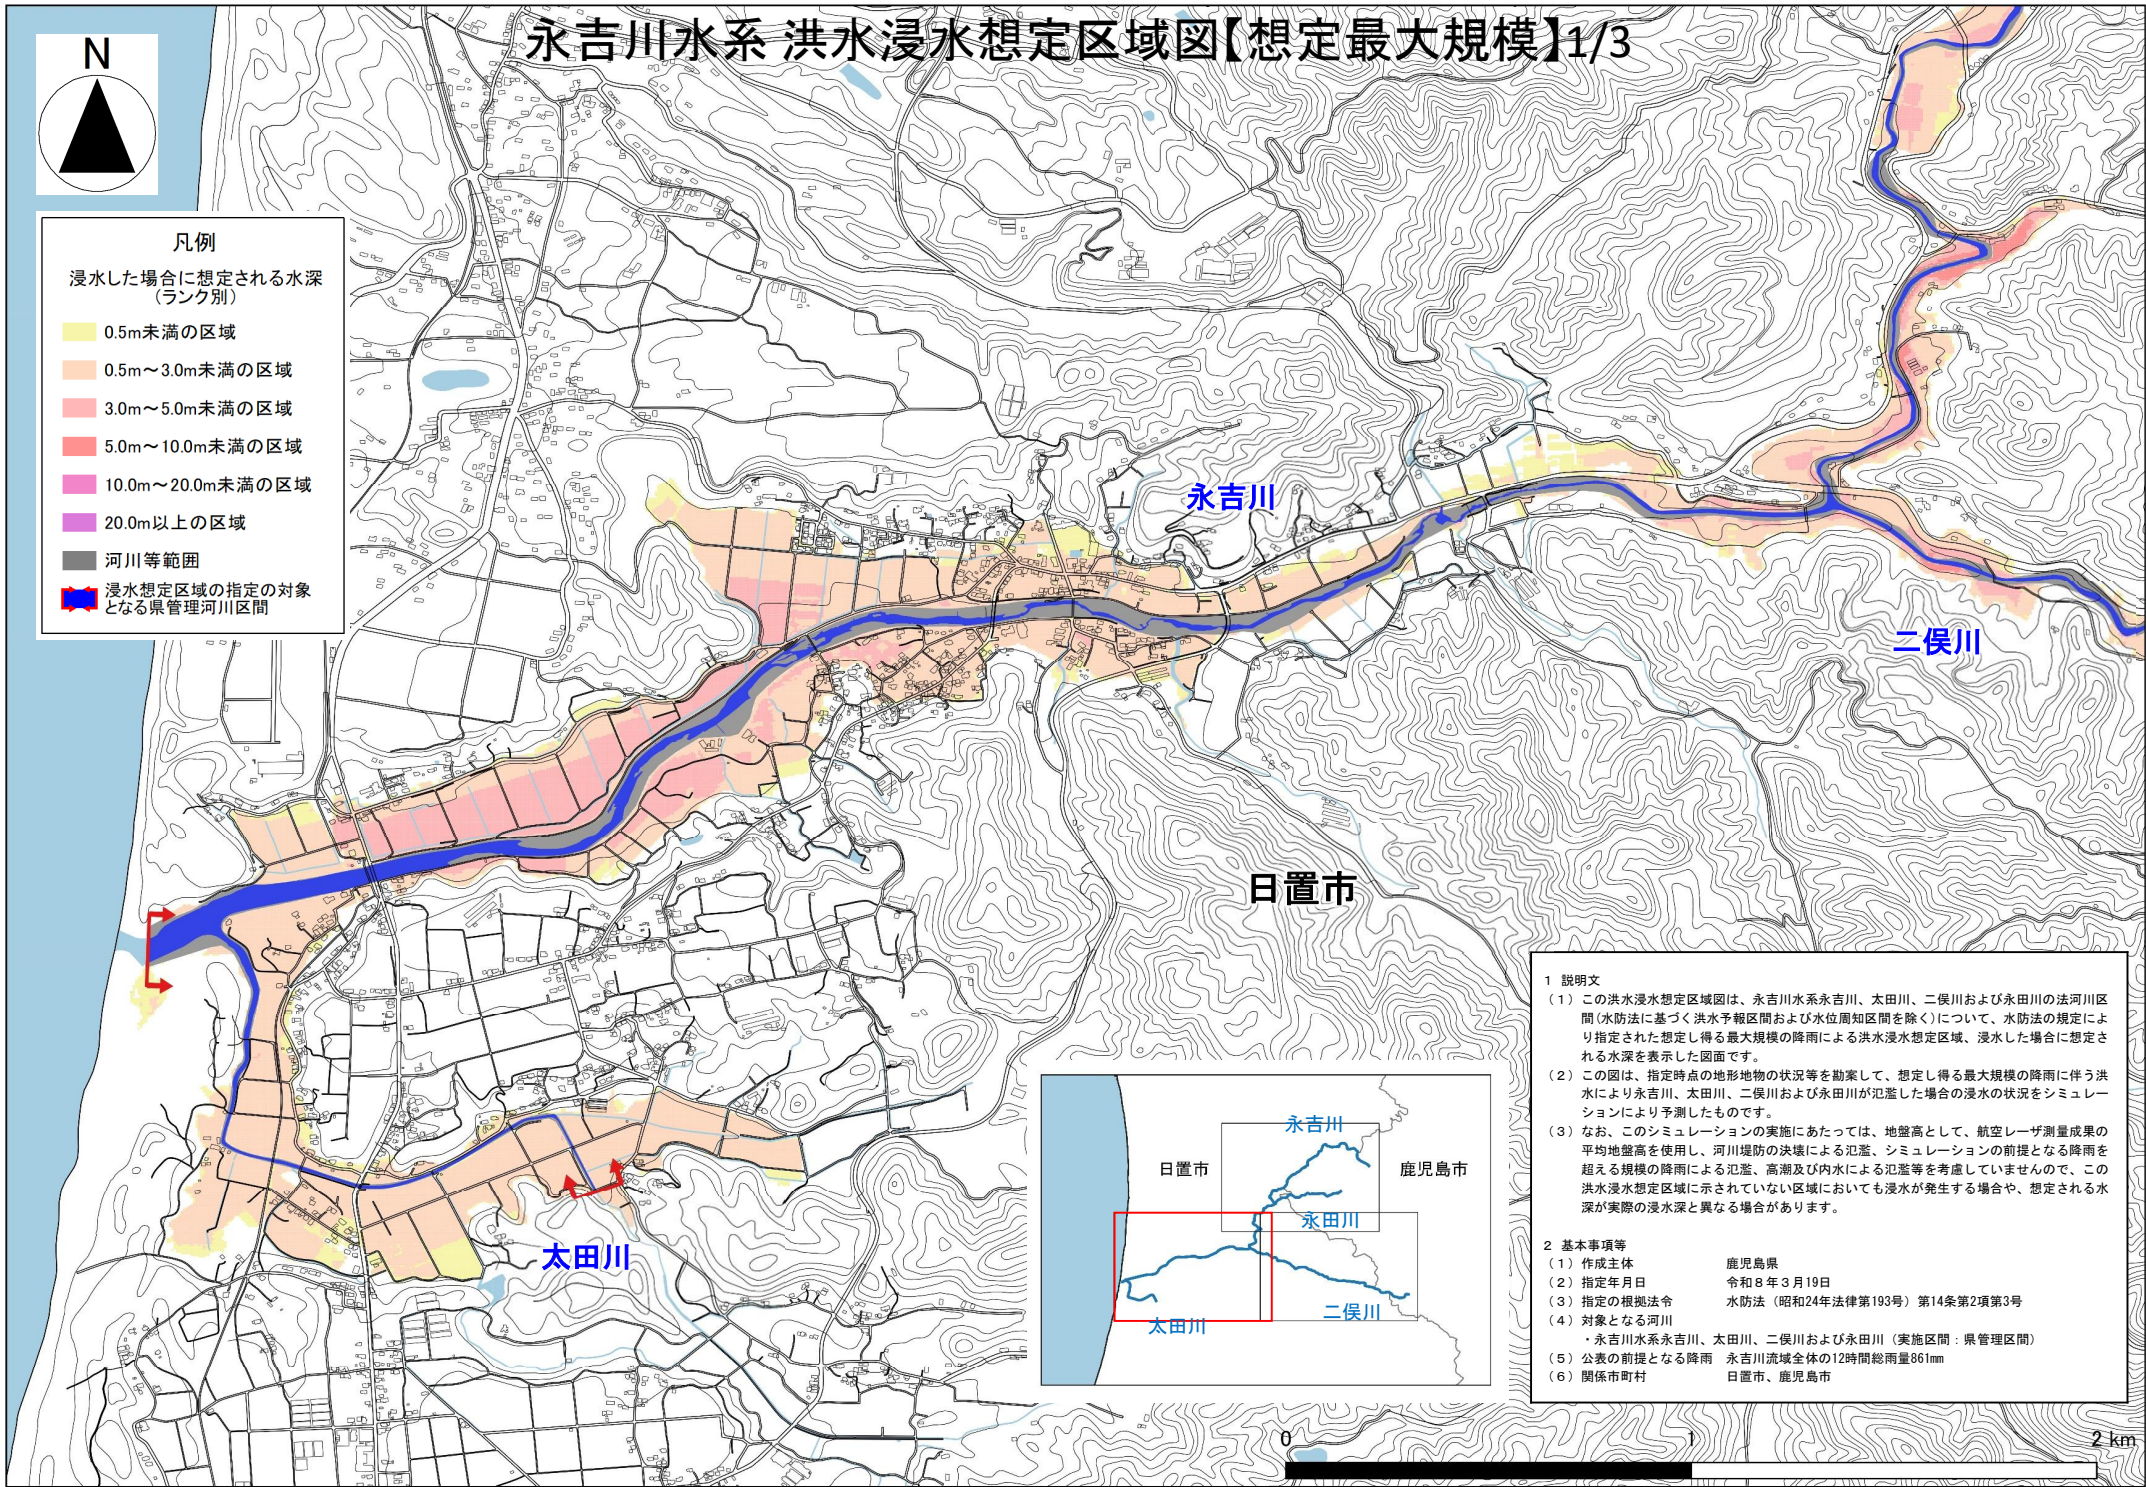 永吉川水系 洪水浸水想定区域図【想定最大規模】1/3
N
凡例
浸水した場合に想定される水深
(ランク別)
0.5m未満の区域
0.5m～3.0m未満の区域
3.0m～5.0m未満の区域
5.0m～10.0m未満の区域
10.0m～20.0m未満の区域
20.0m以上の区域
河川等範囲
浸水想定区域の指定の対象
となる県管理河川区間
永吉川
二俣川
日置市
太田川
永吉川
日置市
鹿児島市
永田川
二俣川
太田川
1 説明文
（1）この洪水浸水想定区域図は、永吉川水系永吉川、太田川、二俣川および永田川の法河川区
間(水防法に基づく洪水予報区間および水位周知区間を除く)について、水防法の規定によ
り指定された想定し得る最大規模の降雨による洪水浸水想定区域、浸水した場合に想定さ
れる水深を表示した図面です。
（2）この図は、指定時点の地形地物の状況等を勘案して、想定し得る最大規模の降雨に伴う洪
水により永吉川、太田川、二俣川および永田川が氾濫した場合の浸水の状況をシミュレー
ションにより予測したものです。
（3）なお、このシミュレーションの実施にあたっては、地盤高として、航空レーザ測量成果の
平均地盤高を使用し、河川堤防の決壊による氾濫、シミュレーションの前提となる降雨を
超える規模の降雨による氾濫、高潮及び内水による氾濫等を考慮していませんので、この
洪水浸水想定区域に示されていない区域においても浸水が発生する場合や、想定される水
深が実際の浸水深と異なる場合があります。
2 基本事項等
（1）作成主体 鹿児島県
（2）指定年月日 令和８年３月19日
（3）指定の根拠法令 水防法（昭和24年法律第193号）第14条第2項第3号
（4）対象となる河川
・永吉川水系永吉川、太田川、二俣川および永田川（実施区間：県管理区間）
（5）公表の前提となる降雨 永吉川流域全体の12時間総雨量861mm
（6）関係市町村 日置市、鹿児島市
0 1 2 km